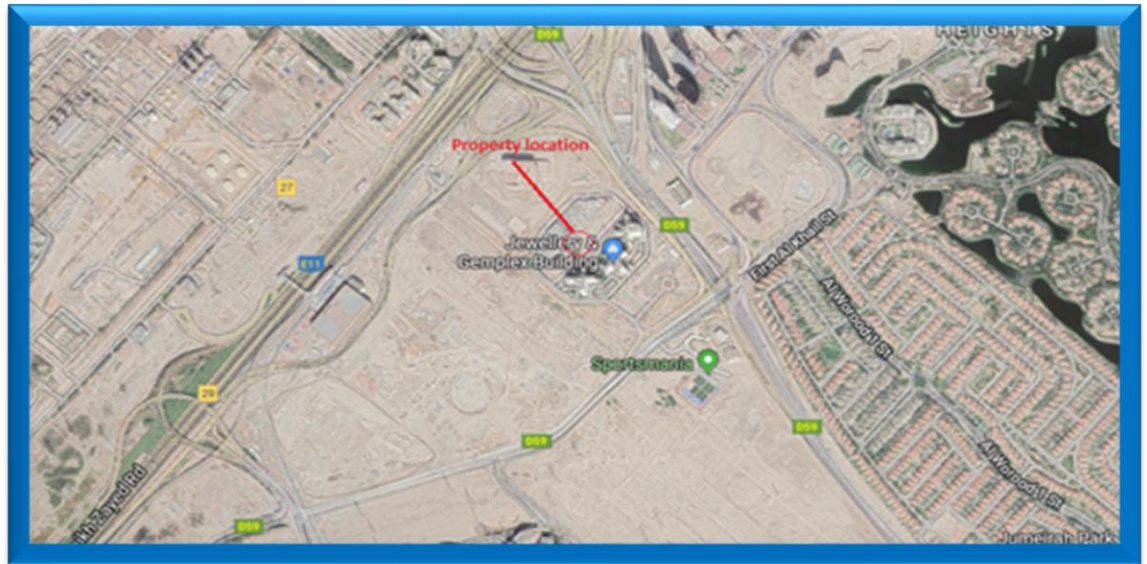 D59
HEIGHTS
Property location
27
D59
First Al Khail St
Jewellery &
Gemplex Building
E11
Al Worood 1 St
Sportsmania
29
D59
D59
Al Worood 1 St
kh Zayed Rd
D59
Jumeirah Park